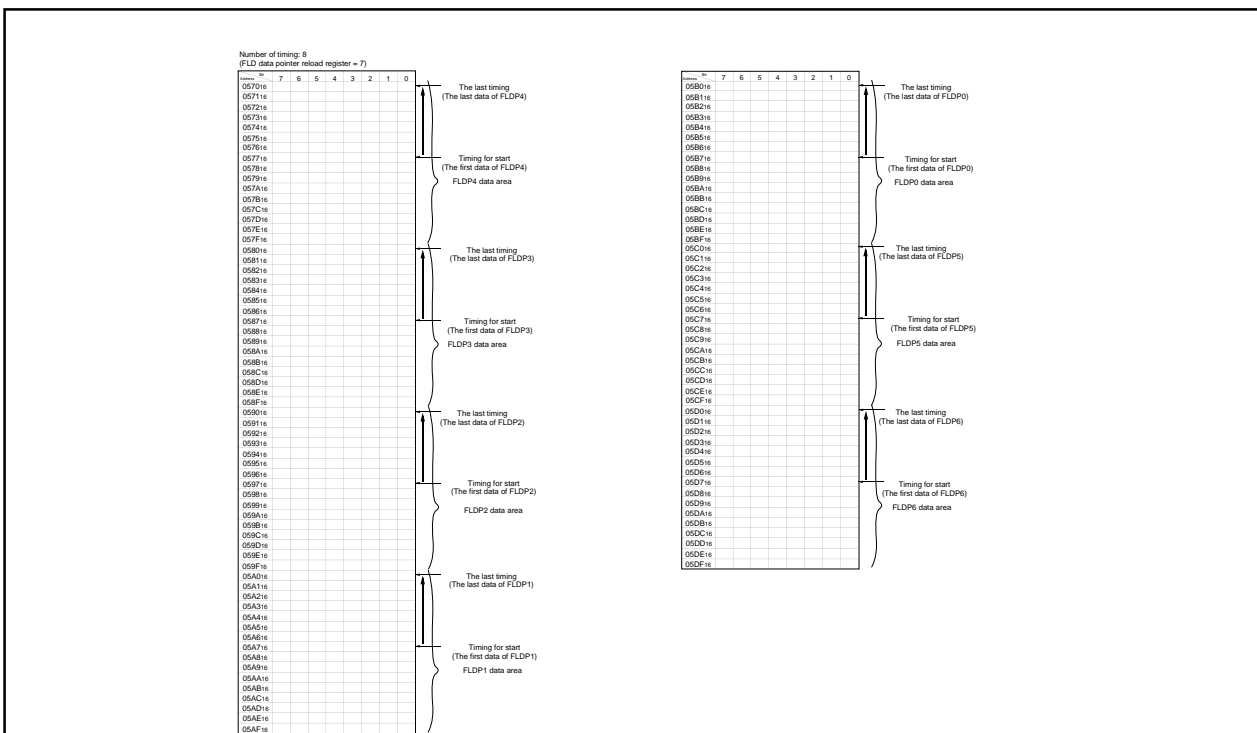 Number of timing: 8
(FLD data pointer reload register = 7)
Bit
Address
7 6 5 4 3 2 1 0
057016
057116
057216
057316
057416
057516
057616
057716
057816
057916
057A16
057B16
057C16
057D16
057E16
057F16
058016
058116
058216
058316
058416
058516
058616
058716
058816
058916
058A16
058B16
058C16
058D16
058E16
058F16
059016
059116
059216
059316
059416
059516
059616
059716
059816
059916
059A16
059B16
059C16
059D16
059E16
059F16
05A016
05A116
05A216
05A316
05A416
05A516
05A616
05A716
05A816
05A916
05AA16
05AB16
05AC16
05AD16
05AE16
05AF16
The last timing
(The last data of FLDP4)
Timing for start
(The first data of FLDP4)
FLDP4 data area
The last timing
(The last data of FLDP3)
Timing for start
(The first data of FLDP3)
FLDP3 data area
The last timing
(The last data of FLDP2)
Timing for start
(The first data of FLDP2)
FLDP2 data area
The last timing
(The last data of FLDP1)
Timing for start
(The first data of FLDP1)
FLDP1 data area
Bit
Address
7 6 5 4 3 2 1 0
05B016
05B116
05B216
05B316
05B416
05B516
05B616
05B716
05B816
05B916
05BA16
05BB16
05BC16
05BD16
05BE16
05BF16
05C016
05C116
05C216
05C316
05C416
05C516
05C616
05C716
05C816
05C916
05CA16
05CB16
05CC16
05CD16
05CE16
05CF16
05D016
05D116
05D216
05D316
05D416
05D516
05D616
05D716
05D816
05D916
05DA16
05DB16
05DC16
05DD16
05DE16
05DF16
The last timing
(The last data of FLDP0)
Timing for start
(The first data of FLDP0)
FLDP0 data area
The last timing
(The last data of FLDP5)
Timing for start
(The first data of FLDP5)
FLDP5 data area
The last timing
(The last data of FLDP6)
Timing for start
(The first data of FLDP6)
FLDP6 data area